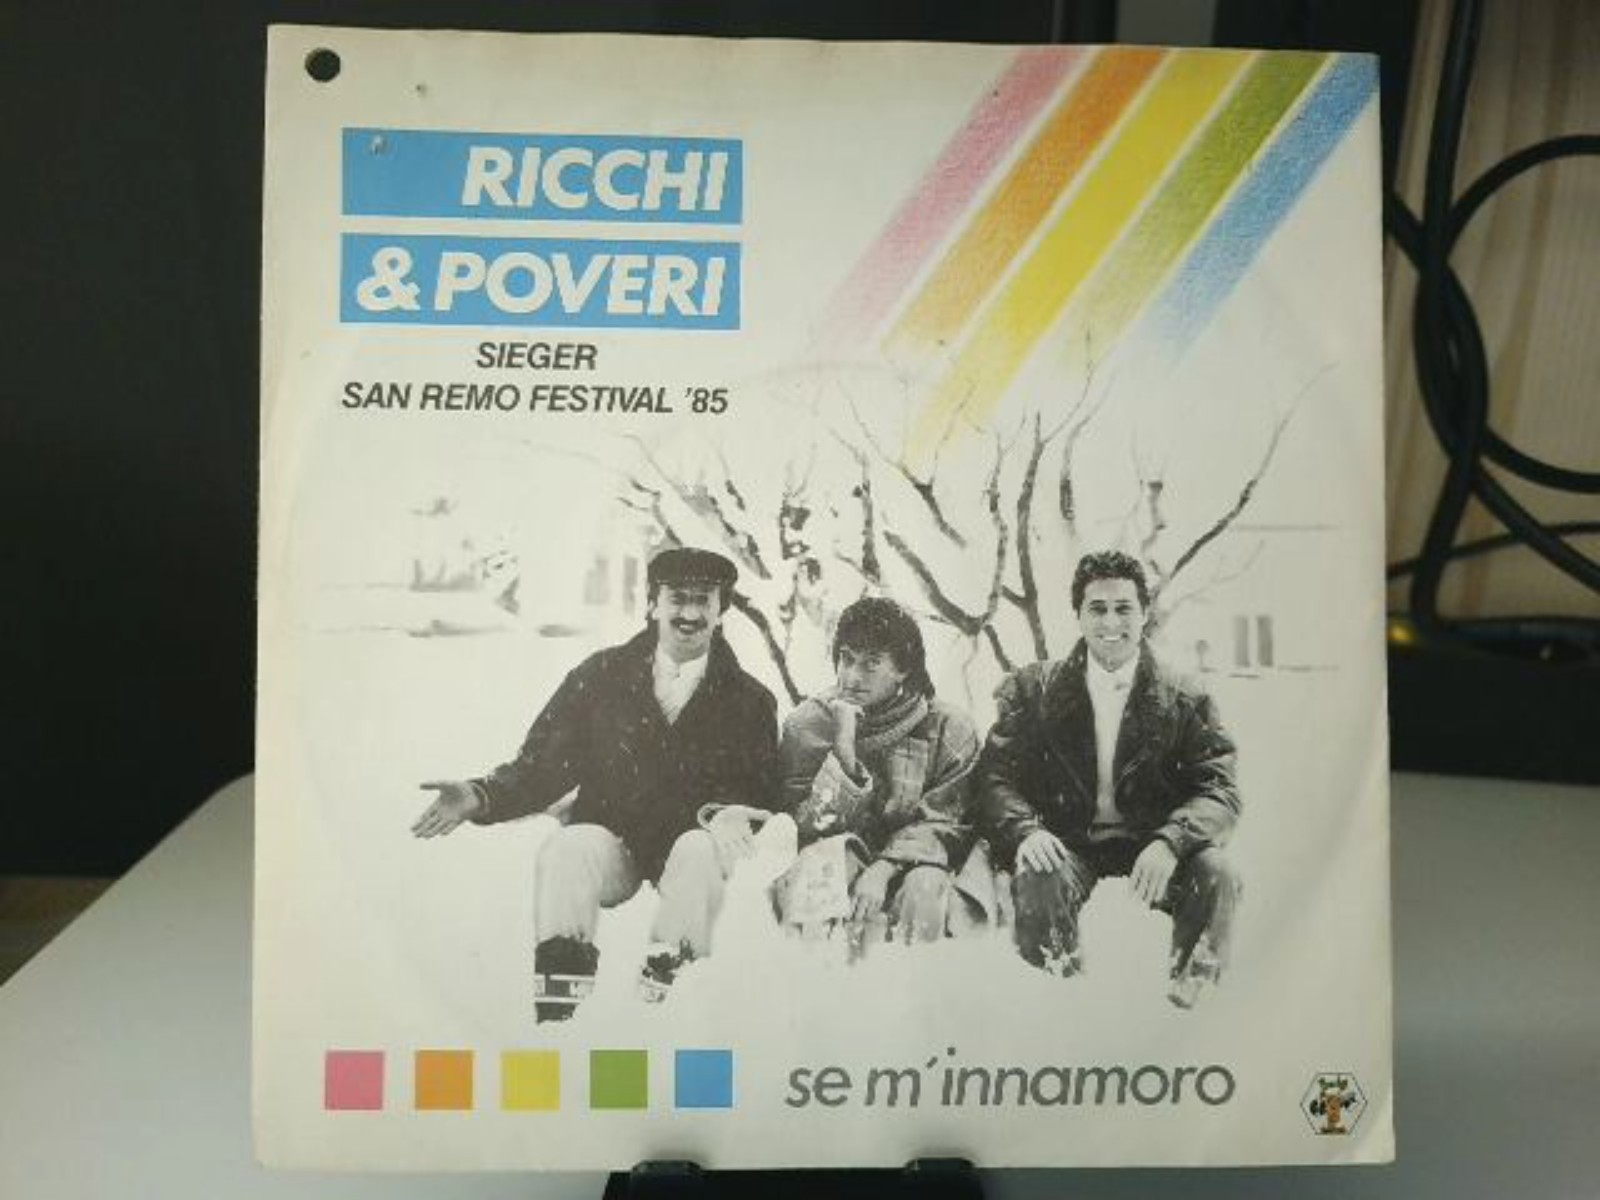 RICCHI
& POVERI
SIEGER
SAN REMO FESTIVAL '85
se m´innamoro